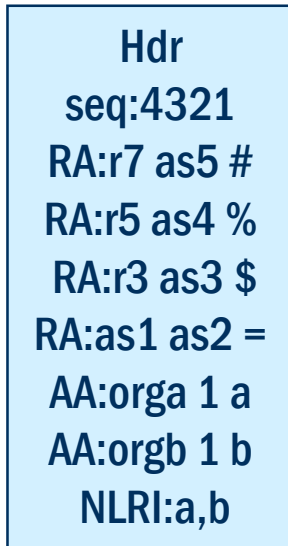 Hdr
seq:4321
RA:r7 as5 #
RA:r5 as4 %
RA:r3 as3 $
RA:as1 as2 =
AA:orga 1 a
AA:orgb 1 b
NLRI:a,b